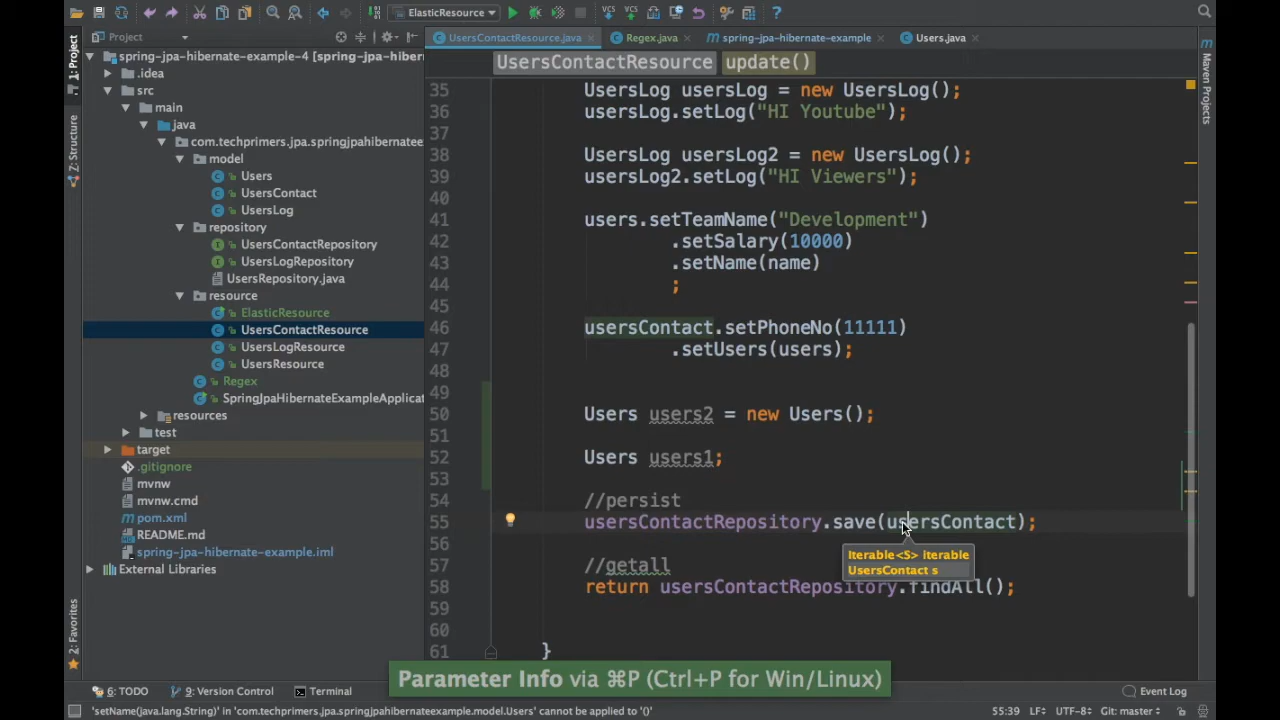 ElasticResource
Project
UsersContactResource.java
Regex.java
spring-jpa-hibernate-example
Users.java
UsersContactResource
update()
1: Project
Z: Structure
2: Favorites
Maven Projects
spring-jpa-hibernate-example-4 [spring-jpa-hiber
.idea
src
main
java
com.techprimers.jpa.springjpahibernatee
model
Users
UsersContact
UsersLog
repository
UsersContactRepository
UsersLogRepository
UsersRepository.java
resource
ElasticResource
UsersContactResource
UsersLogResource
UsersResource
Regex
SpringJpaHibernateExampleApplicat
resources
test
target
.gitignore
mvnw
mvnw.cmd
pom.xml
README.md
spring-jpa-hibernate-example.iml
External Libraries
35 UsersLog usersLog = new UsersLog();
36 usersLog.setLog("HI Youtube");
37
38 UsersLog usersLog2 = new UsersLog();
39 usersLog2.setLog("HI Viewers");
40
41 users.setTeamName("Development")
42 .setSalary(10000)
43 .setName(name)
44 ;
45
46 usersContact.setPhoneNo(11111)
47 .setUsers(users);
48
49
50 Users users2 = new Users();
51
52 Users users1;
53
54 //persist
55 usersContactRepository.save(usersContact);
56
Iterable<S> iterable
UsersContact s
57 //getall
58 return usersContactRepository.findAll();
59
60
61 }
Parameter Info via ⌘P (Ctrl+P for Win/Linux)
6: TODO
9: Version Control
Terminal
Event Log
'setName(java.lang.String)' in 'com.techprimers.jpa.springjpahibernateexample.model.Users' cannot be applied to '()'
55:39 LF÷ UTF-8÷ Git: master÷